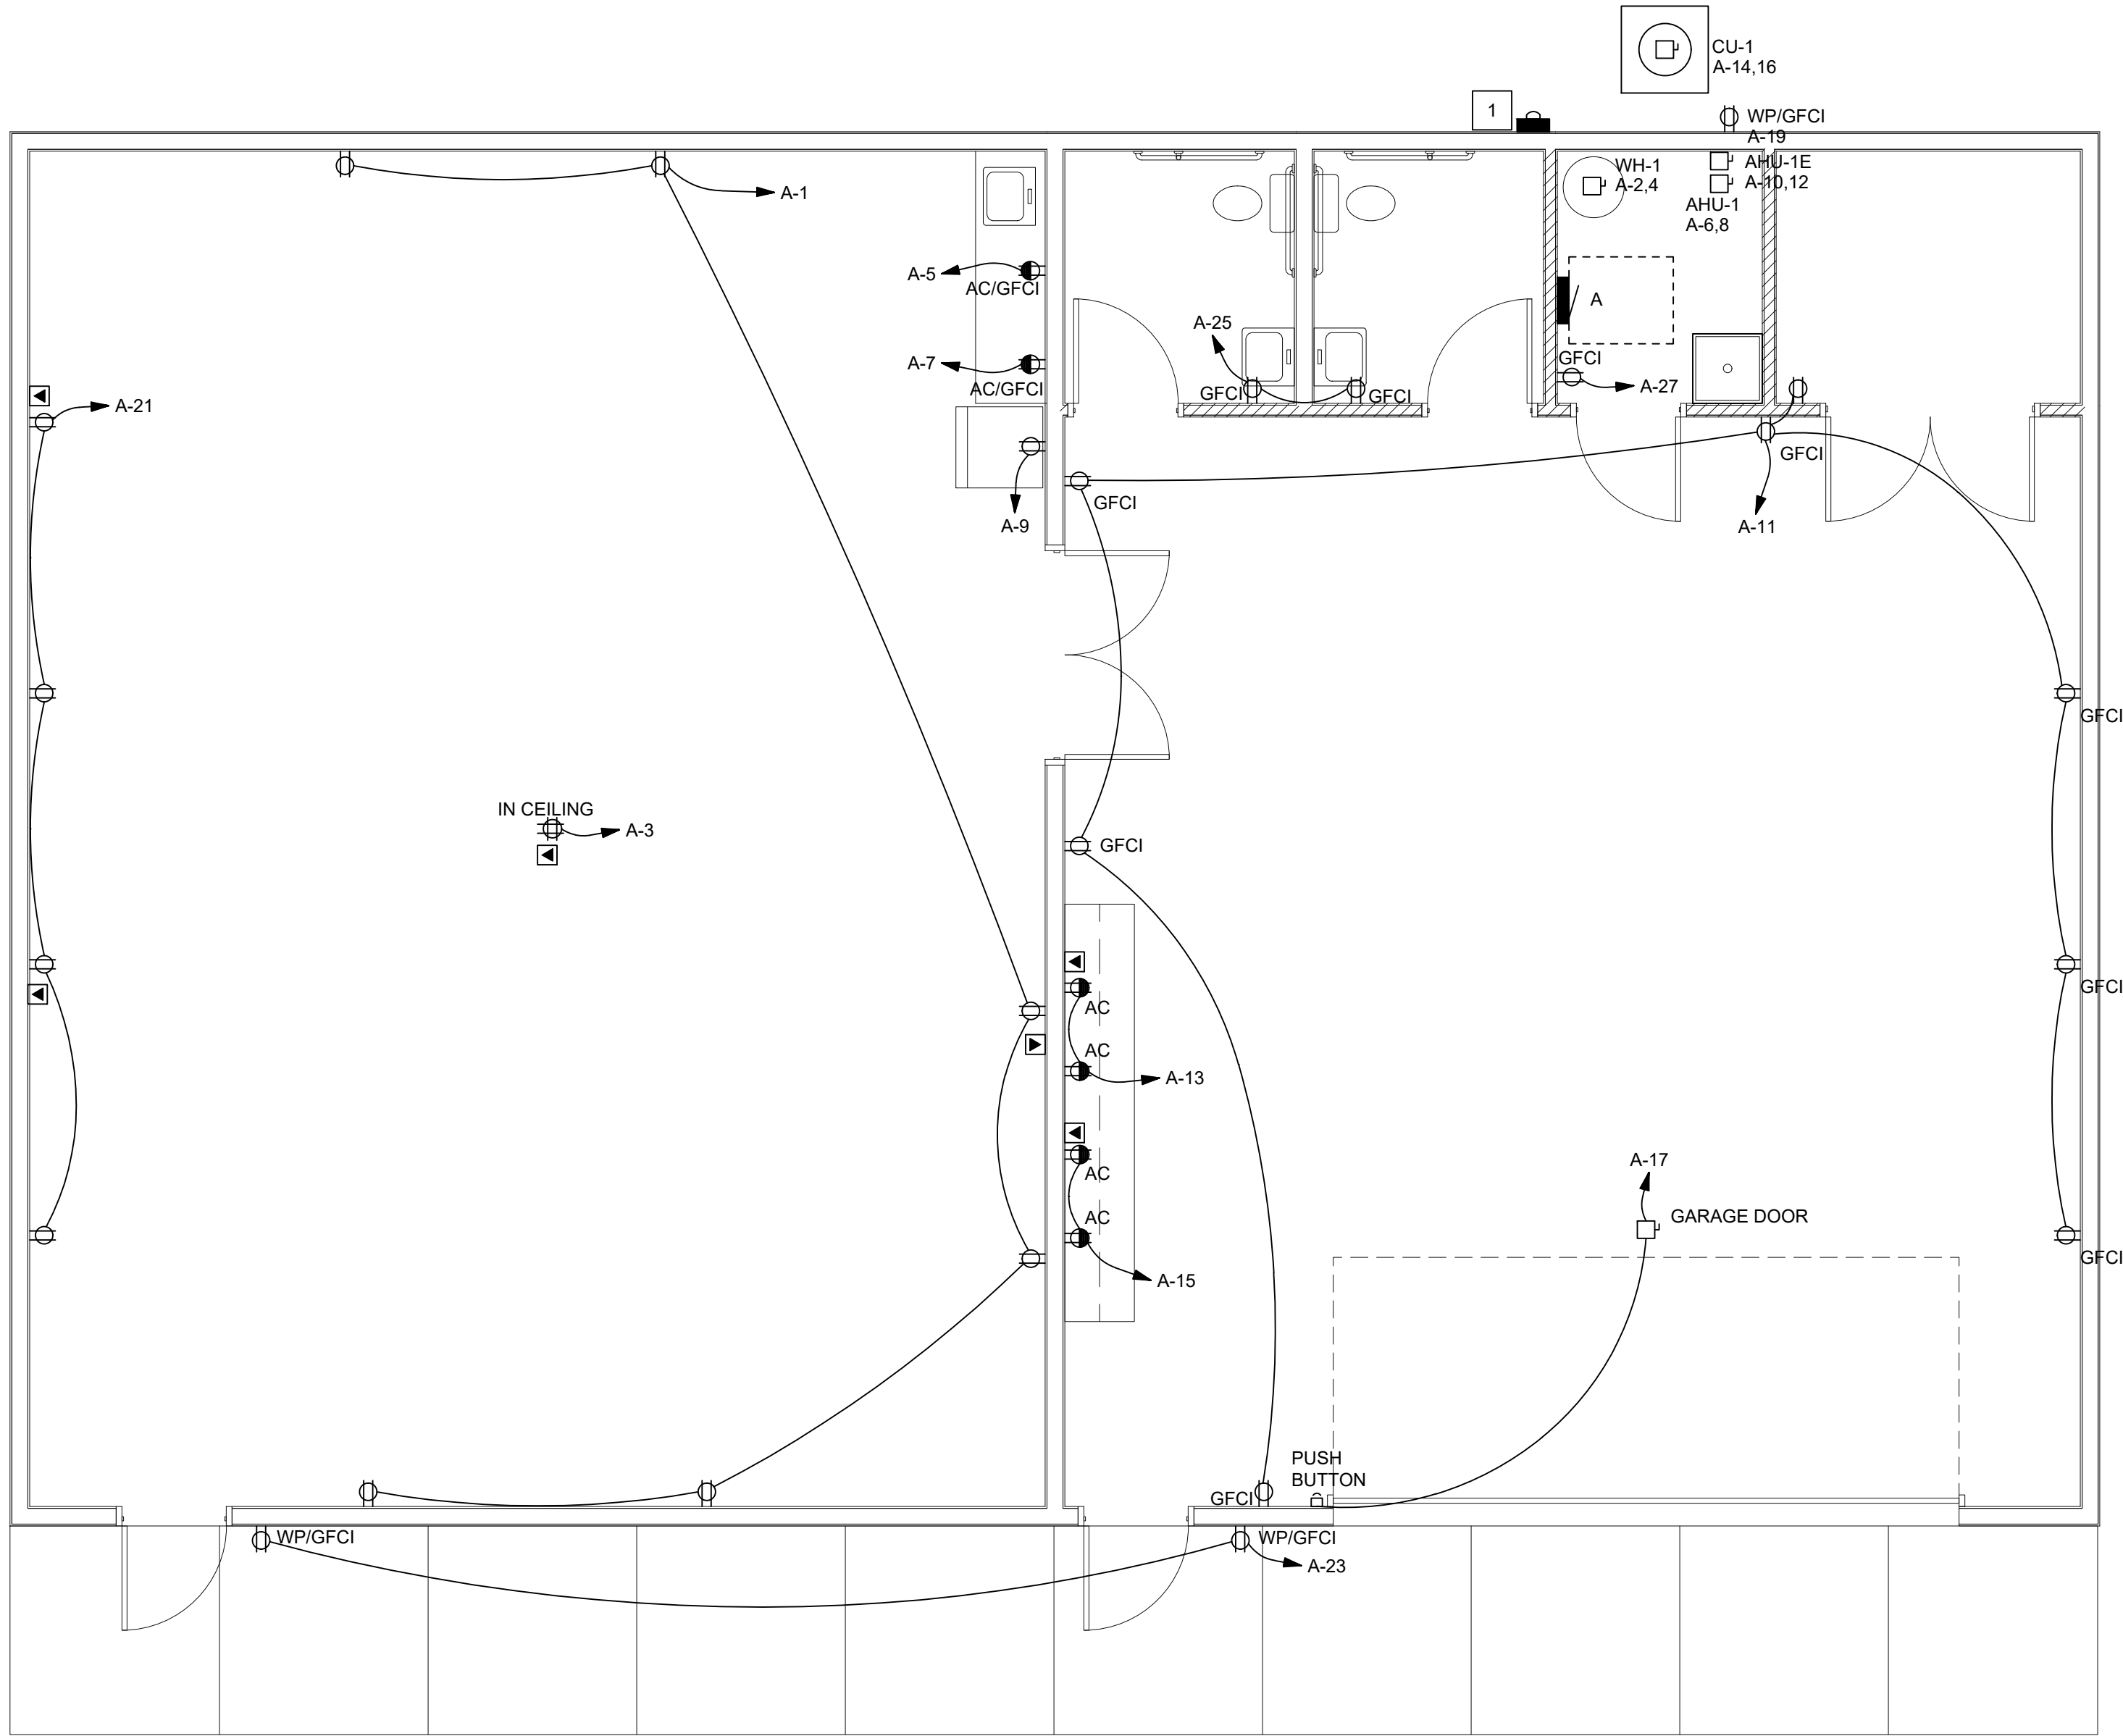 CU-1
A-14,16
1
WP/GFCI
A-19
WH-1
A-2,4
AHU-1E
A-10,12
AHU-1
A-6,8
A-1
A-5
AC/GFCI
A
A-25
GFCI
GFCI
A-7
AC/GFCI
GFCI
A-27
A-21
GFCI
GFCI
A-9
A-11
GFCI
IN CEILING
A-3
GFCI
GFCI
AC
AC
A-13
A-17
AC
AC
GARAGE DOOR
GFCI
A-15
PUSH
BUTTON
GFCI
WP/GFCI
WP/GFCI
A-23